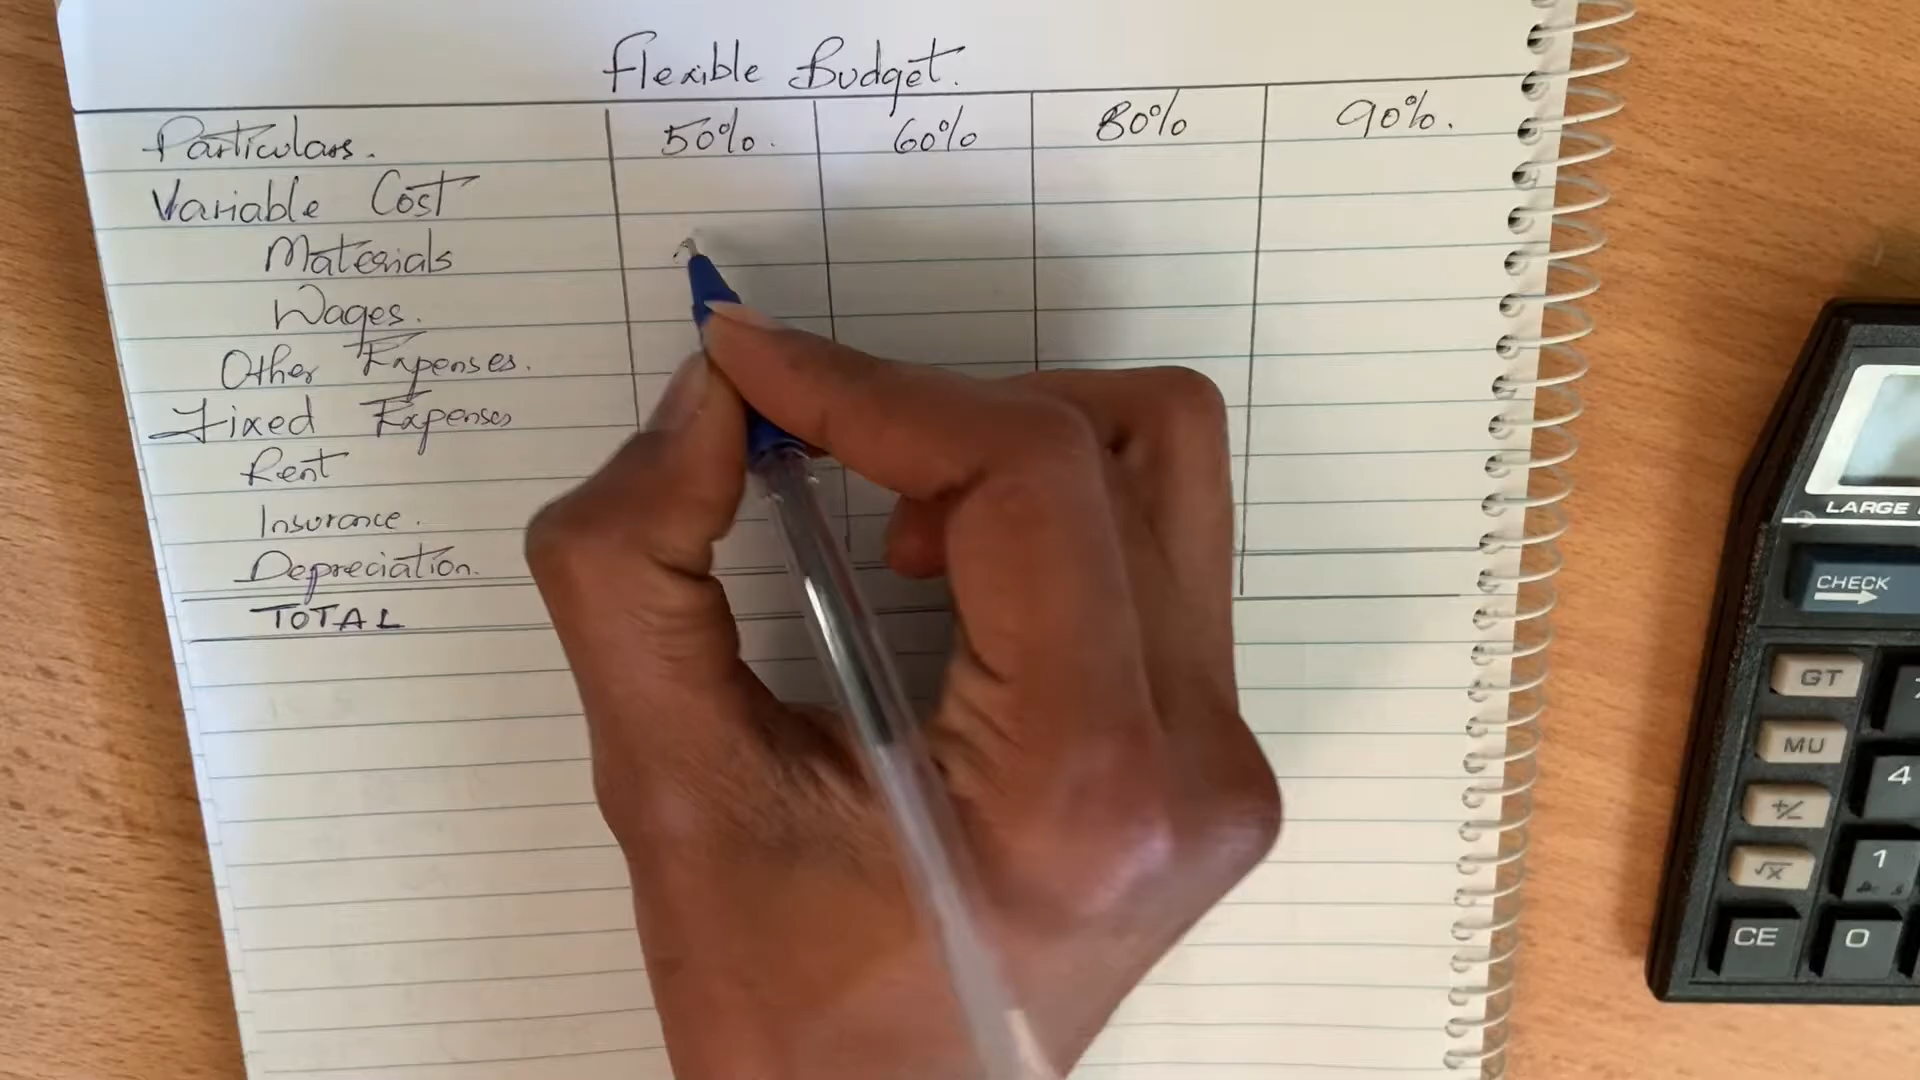 Flexible Budget.
Particulars. 50%. 60% 80% 90%.
Variable Cost
Materials
Wages.
Other Expenses.
Fixed Expenses
Rent
Insurance.
Depreciation.
TOTAL
LARGE
CHECK
GT
MU
4
+/-
√x
1
CE 0